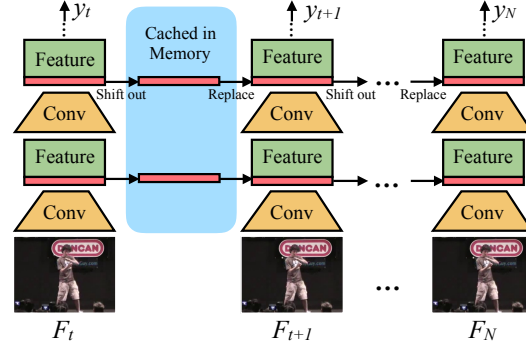 y_t
y_{t+1}
y_N
Cached in
Memory
Feature
Feature
Feature
Shift out
Replace
Shift out
...
Replace
Conv
Conv
Conv
Feature
Feature
Feature
...
Conv
Conv
Conv
DUNCAN
DUNCAN
DUNCAN
...
F_t
F_{t+1}
F_N